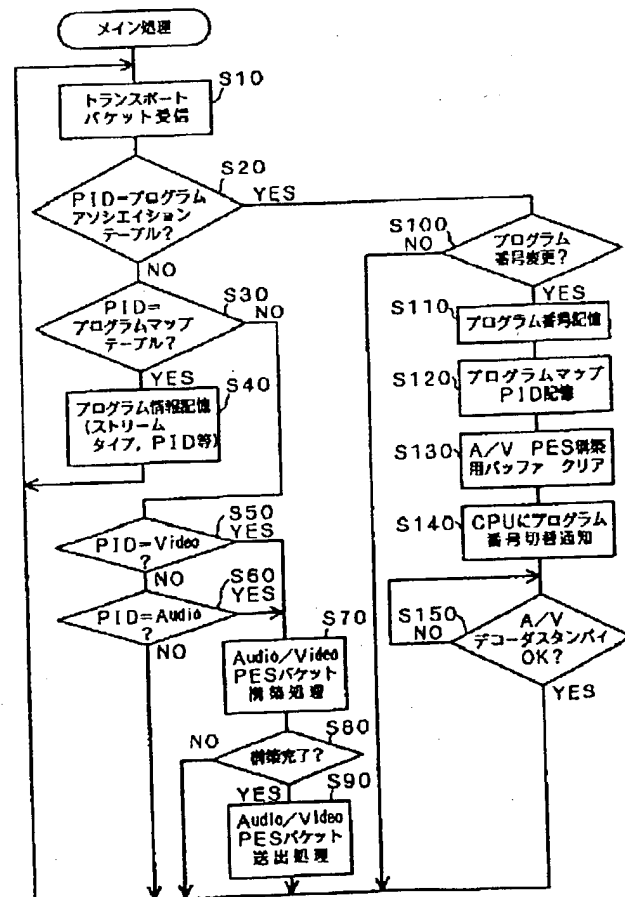 メイン処理
S10
トランスポート
パケット受信
S20
PID=プログラム
アソシエイション
テーブル?
YES
NO
S30
PID=
プログラムマップ
テーブル?
NO
YES
S40
プログラム情報記憶
(ストリーム
タイプ,PID等)
S50
PID=Video
?
YES
NO
S60
PID=Audio
?
YES
NO
S70
Audio/Video
PESパケット
構築処理
S80
構築完了?
NO
YES
S90
Audio/Video
PESパケット
送出処理
S100
プログラム
番号変更?
NO
YES
S110
プログラム番号記憶
S120
プログラムマップ
PID記憶
S130
A/V PES構築
用バッファ クリア
S140
CPUにプログラム
番号切替通知
S150
A/V
デコーダスタンバイ
OK?
NO
YES